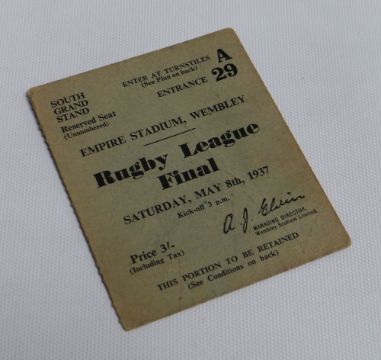 SOUTH
GRAND
STAND
Reserved Seat
(Unnumbered)
ENTER AT TURNSTILES
(See Plan on back)
A
ENTRANCE 29
EMPIRE STADIUM, WEMBLEY
Rugby League
Final
SATURDAY, MAY 8th, 1937
Kick-off 3 p.m.
Price 3/-
(Including Tax)
A. J. Elvin
MANAGING DIRECTOR
Wembley Stadium Limited
THIS PORTION TO BE RETAINED
(See Conditions on back)